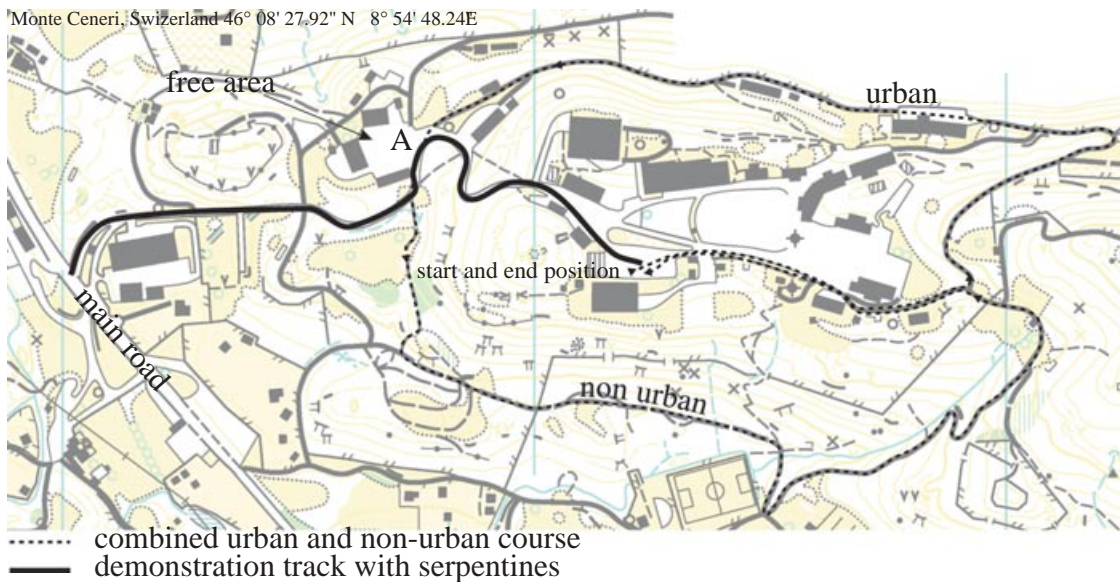 Monte Ceneri, Swizerland 46° 08' 27.92" N 8° 54' 48.24E
free area
urban
A
start and end position
main road
non urban
combined urban and non-urban course
demonstration track with serpentines